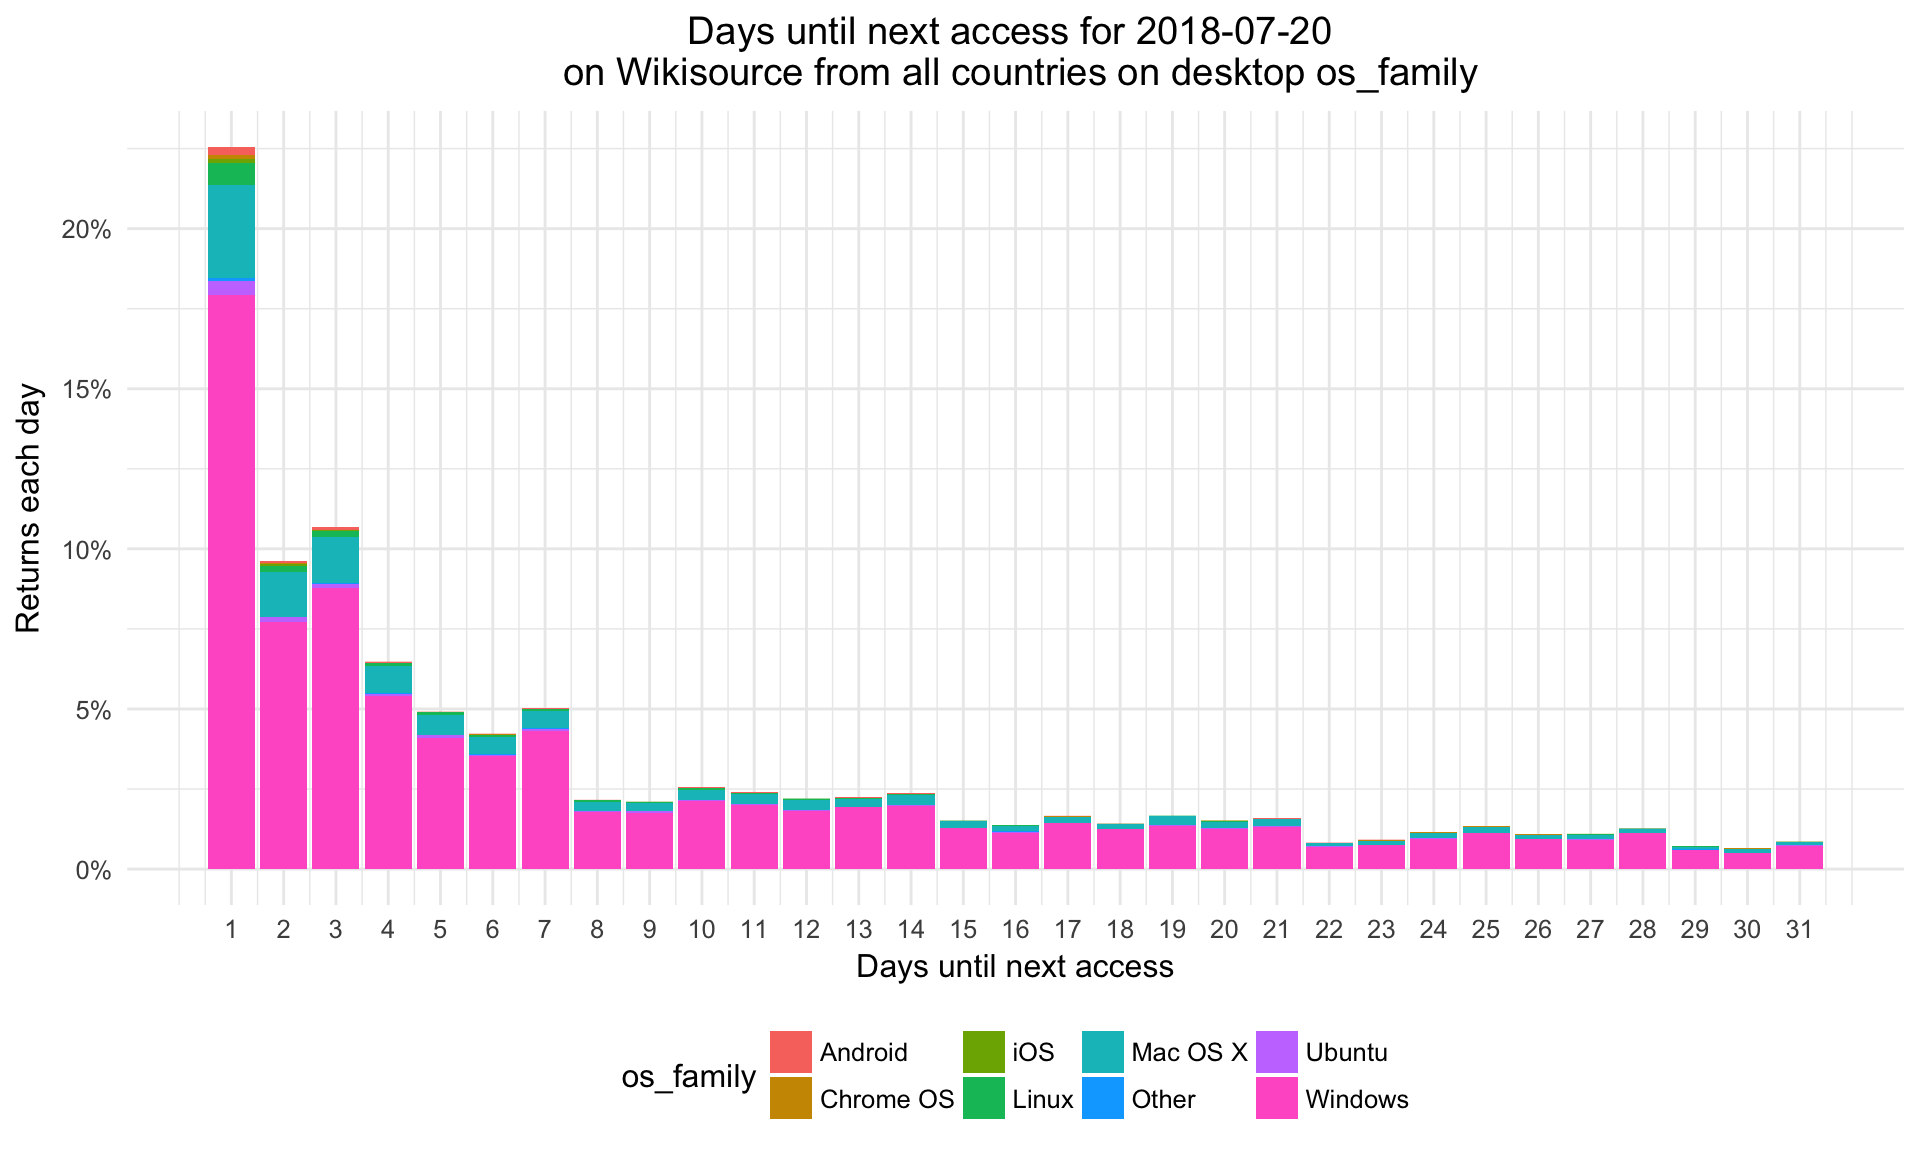 Days until next access for 2018-07-20
on Wikisource from all countries on desktop os_family
Returns each day
20%
15%
10%
5%
0%
1 2 3 4 5 6 7 8 9 10 11 12 13 14 15 16 17 18 19 20 21 22 23 24 25 26 27 28 29 30 31
Days until next access
os_family
Android iOS Mac OS X Ubuntu
Chrome OS Linux Other Windows